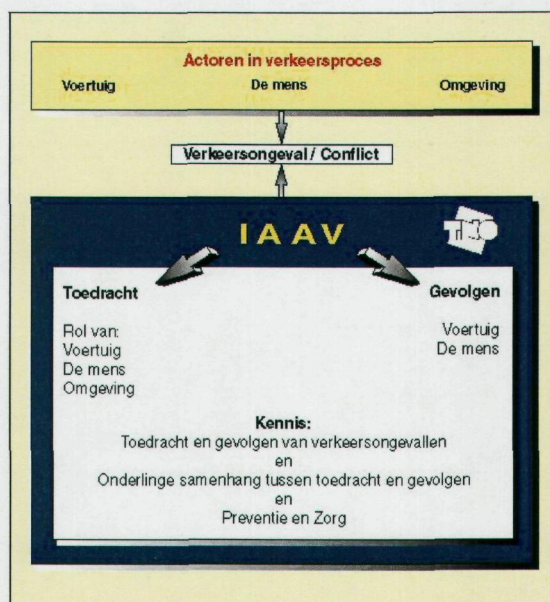 Actoren in verkeersproces
Voertuig De mens Omgeving
Verkeersongeval / Conflict
IAAV
TNO
Toedracht Gevolgen
Rol van: Voertuig
Voertuig De mens
De mens
Omgeving
Kennis:
Toedracht en gevolgen van verkeersongevallen
en
Onderlinge samenhang tussen toedracht en gevolgen
en
Preventie en Zorg